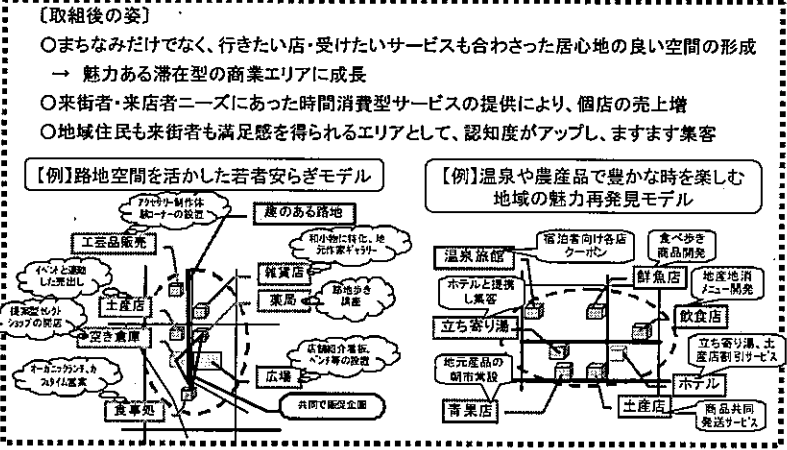 〔取組後の姿〕
○まちなみだけでなく、行きたい店・受けたいサービスも合わさった居心地の良い空間の形成
→ 魅力ある滞在型の商業エリアに成長
○来街者・来店者ニーズにあった時間消費型サービスの提供により、個店の売上増
○地域住民も来街者も満足感を得られるエリアとして、認知度がアップし、ますます集客
【例】路地空間を活かした若者安らぎモデル
アクセサリー制作体
験コーナーの設置
趣のある路地
工芸品販売
和小物に特化、地
元作家ギャラリー
雑貨店
イベントと連動
した売出し
土産店
薬局
路地歩き
講座
提案型セレクト
ショップの開店
空き倉庫
店舗紹介看板、
ベンチ等の設置
オーガニックランチ、カ
フェタイム営業
広場
食事処
共同で販促企画
【例】温泉や農産品で豊かな時を楽しむ
地域の魅力再発見モデル
温泉旅館
宿泊者向け各店
クーポン
食べ歩き
商品開発
鮮魚店
ホテルと提携
し集客
地産地消
メニュー開発
飲食店
立ち寄り湯
立ち寄り湯、土
産店割引サービス
地元産品の
朝市常設
ホテル
青果店
土産店
商品共同
発送サービス